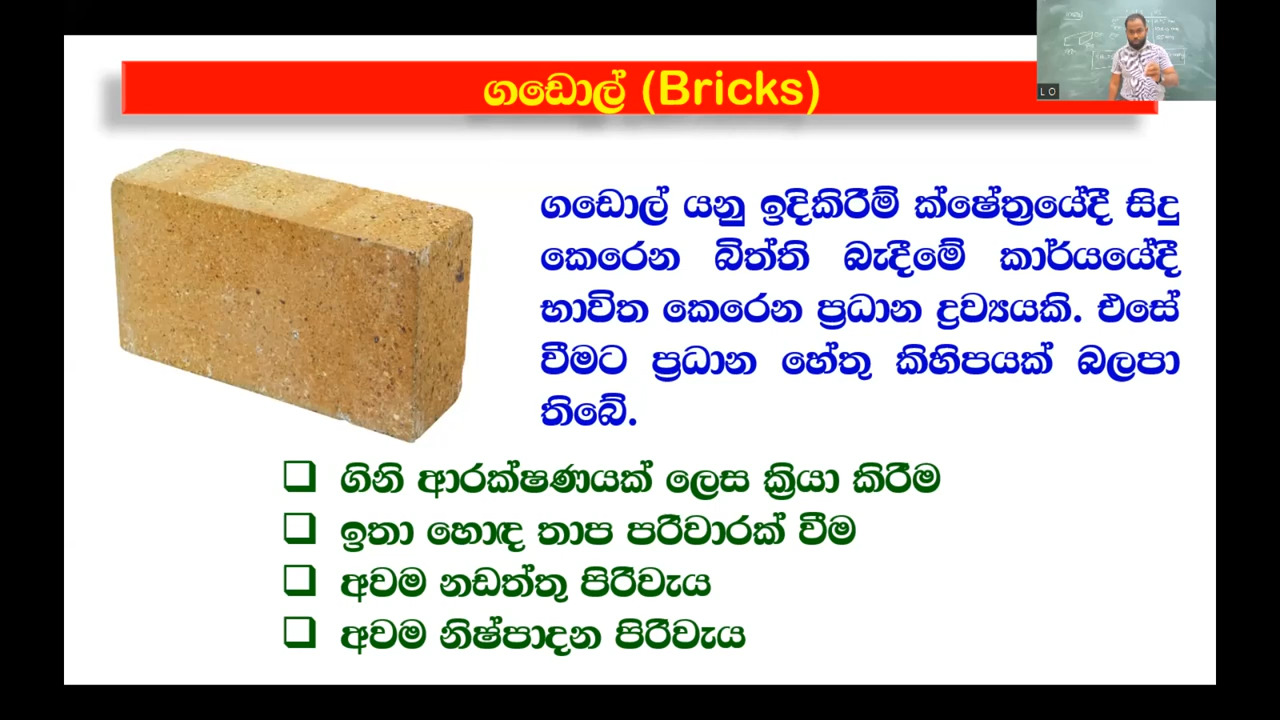 ගඩොල් (Bricks)
L O
ගඩොල් යනු ඉදිකිරීම් ක්ෂේත්‍රයේදී සිදු
කෙරෙන බිත්ති බැදීමේ කාර්යයේදී
භාවිත කෙරෙන ප්‍රධාන ද්‍රව්‍යයකි. එසේ
වීමට ප්‍රධාන හේතු කිහිපයක් බලපා
තිබේ.
ගිනි ආරක්ෂණයක් ලෙස ක්‍රියා කිරීම
ඉතා හොඳ තාප පරිවාරක් වීම
අවම නඩත්තු පිරිවැය
අවම නිෂ්පාදන පිරිවැය